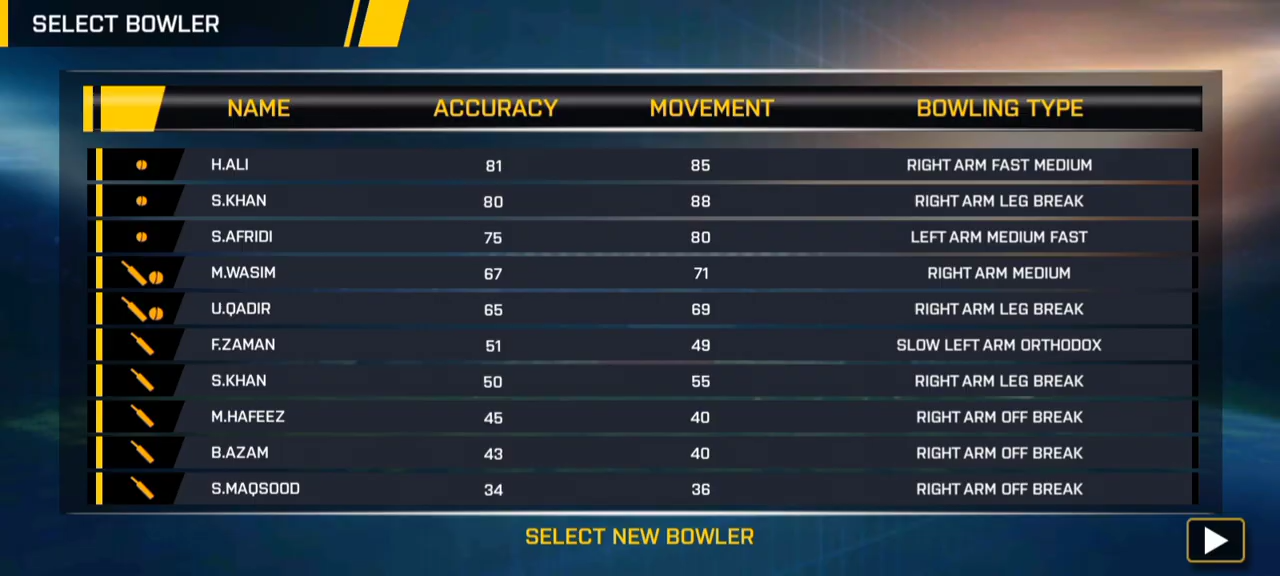 SELECT BOWLER
NAME ACCURACY MOVEMENT BOWLING TYPE
H.ALI 81 85 RIGHT ARM FAST MEDIUM
S.KHAN 80 88 RIGHT ARM LEG BREAK
S.AFRIDI 75 80 LEFT ARM MEDIUM FAST
M.WASIM 67 71 RIGHT ARM MEDIUM
U.QADIR 65 69 RIGHT ARM LEG BREAK
F.ZAMAN 51 49 SLOW LEFT ARM ORTHODOX
S.KHAN 50 55 RIGHT ARM LEG BREAK
M.HAFEEZ 45 40 RIGHT ARM OFF BREAK
B.AZAM 43 40 RIGHT ARM OFF BREAK
S.MAQSOOD 34 36 RIGHT ARM OFF BREAK
SELECT NEW BOWLER